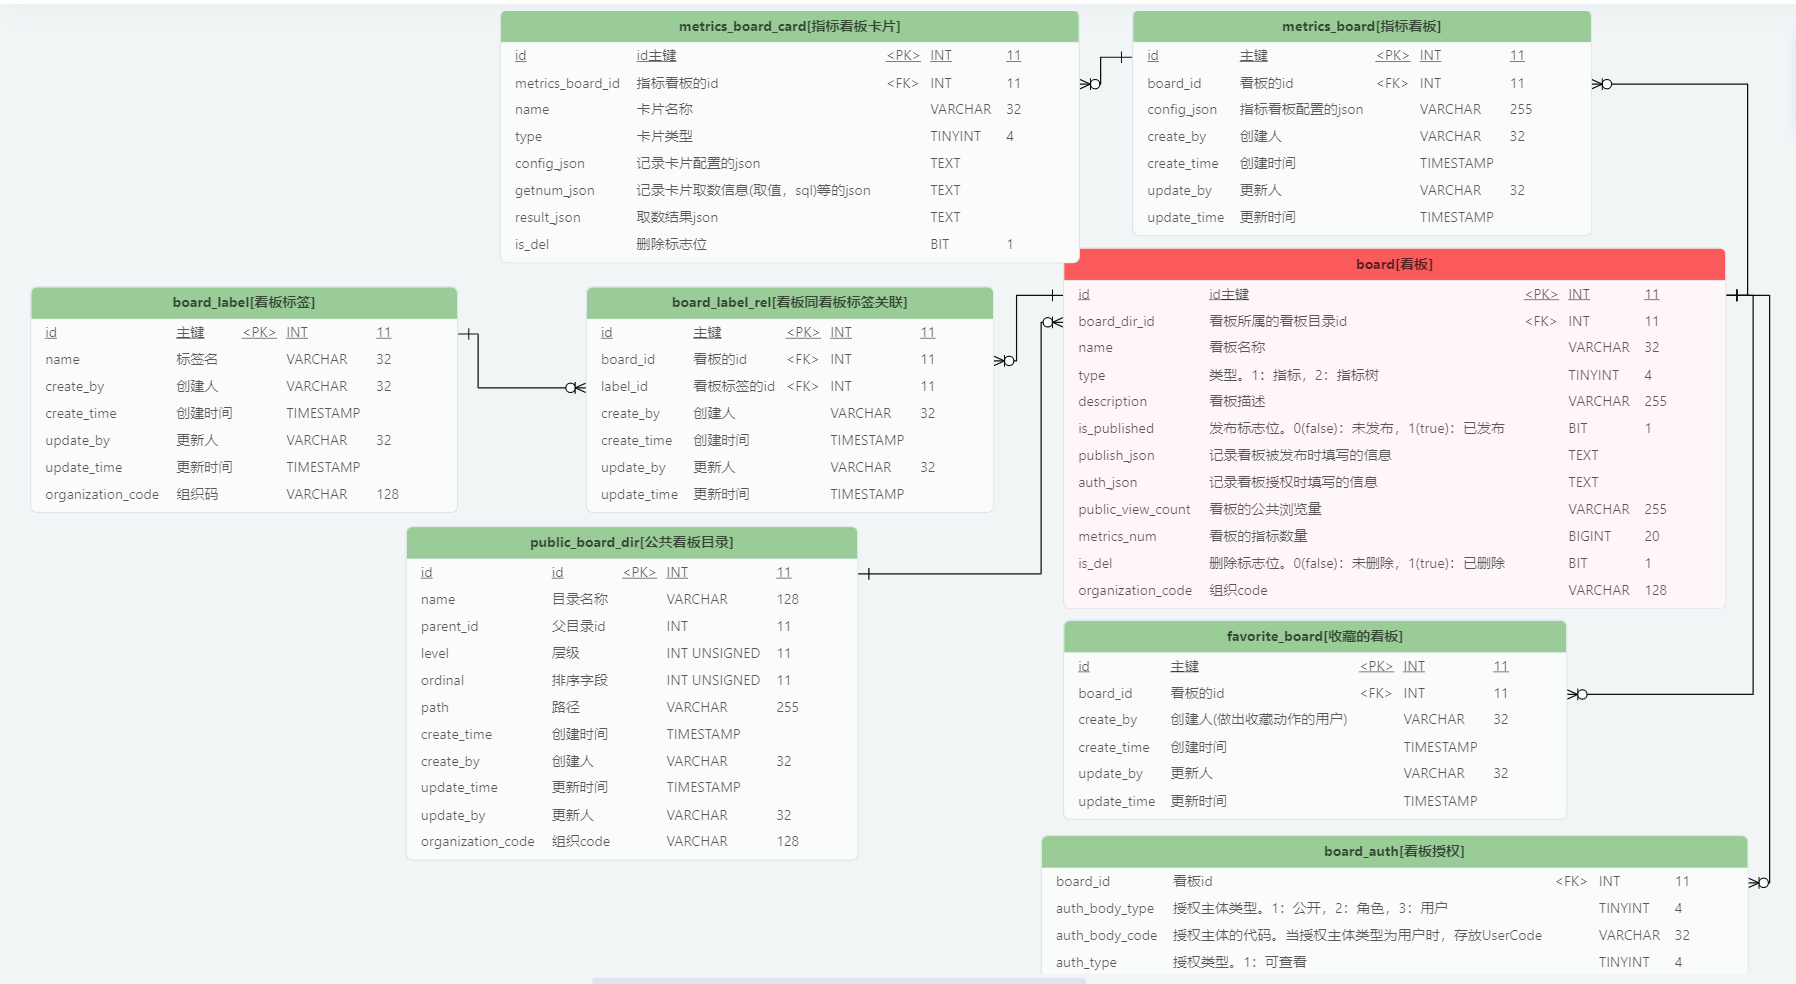 metrics_board_card[指标看板卡片]
id id主键 <PK> INT 11
metrics_board_id 指标看板的id <FK> INT 11
name 卡片名称 VARCHAR 32
type 卡片类型 TINYINT 4
config_json 记录卡片配置的json TEXT
getnum_json 记录卡片取数信息(取值，sql)等的json TEXT
result_json 取数结果json TEXT
is_del 删除标志位 BIT 1
metrics_board[指标看板]
id 主键 <PK> INT 11
board_id 看板的id <FK> INT 11
config_json 指标看板配置的json VARCHAR 255
create_by 创建人 VARCHAR 32
create_time 创建时间 TIMESTAMP
update_by 更新人 VARCHAR 32
update_time 更新时间 TIMESTAMP
board_label[看板标签]
id 主键 <PK> INT 11
name 标签名 VARCHAR 32
create_by 创建人 VARCHAR 32
create_time 创建时间 TIMESTAMP
update_by 更新人 VARCHAR 32
update_time 更新时间 TIMESTAMP
organization_code 组织码 VARCHAR 128
board_label_rel[看板同看板标签关联]
id 主键 <PK> INT 11
board_id 看板的id <FK> INT 11
label_id 看板标签的id <FK> INT 11
create_by 创建人 VARCHAR 32
create_time 创建时间 TIMESTAMP
update_by 更新人 VARCHAR 32
update_time 更新时间 TIMESTAMP
board[看板]
id id主键 <PK> INT 11
board_dir_id 看板所属的看板目录id <FK> INT 11
name 看板名称 VARCHAR 32
type 类型。1：指标，2：指标树 TINYINT 4
description 看板描述 VARCHAR 255
is_published 发布标志位。0(false)：未发布，1(true)：已发布 BIT 1
publish_json 记录看板被发布时填写的信息 TEXT
auth_json 记录看板授权时填写的信息 TEXT
public_view_count 看板的公共浏览量 VARCHAR 255
metrics_num 看板的指标数量 BIGINT 20
is_del 删除标志位。0(false)：未删除，1(true)：已删除 BIT 1
organization_code 组织code VARCHAR 128
public_board_dir[公共看板目录]
id id <PK> INT 11
name 目录名称 VARCHAR 128
parent_id 父目录id INT 11
level 层级 INT UNSIGNED 11
ordinal 排序字段 INT UNSIGNED 11
path 路径 VARCHAR 255
create_time 创建时间 TIMESTAMP
create_by 创建人 VARCHAR 32
update_time 更新时间 TIMESTAMP
update_by 更新人 VARCHAR 32
organization_code 组织code VARCHAR 128
favorite_board[收藏的看板]
id 主键 <PK> INT 11
board_id 看板的id <FK> INT 11
create_by 创建人(做出收藏动作的用户) VARCHAR 32
create_time 创建时间 TIMESTAMP
update_by 更新人 VARCHAR 32
update_time 更新时间 TIMESTAMP
board_auth[看板授权]
board_id 看板id <FK> INT 11
auth_body_type 授权主体类型。1：公开，2：角色，3：用户 TINYINT 4
auth_body_code 授权主体的代码。当授权主体类型为用户时，存放UserCode VARCHAR 32
auth_type 授权类型。1：可查看 TINYINT 4